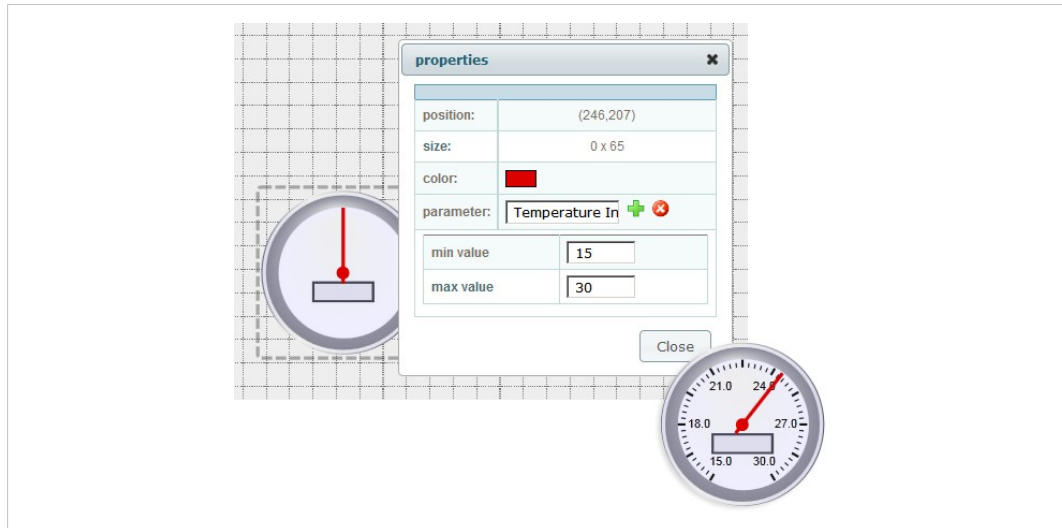 properties
position: (246,207)
size: 0 x 65
color:
parameter: Temperature In
min value 15
max value 30
Close
21.0 24.0
18.0 27.0
15.0 30.0